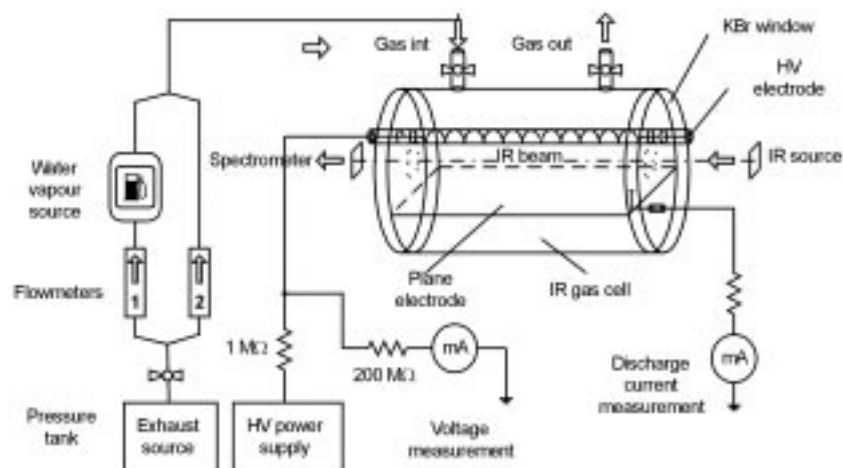 Gas int
Gas out
KBr window
HV
electrode
Spectrometer
IR beam
IR source
Water
vapour
source
Plane
electrode
IR gas cell
Flowmeters
1
2
1 MΩ
200 MΩ
mA
mA
Discharge
current
measurement
Pressure
tank
Exhaust
source
HV power
supply
Voltage
measurement